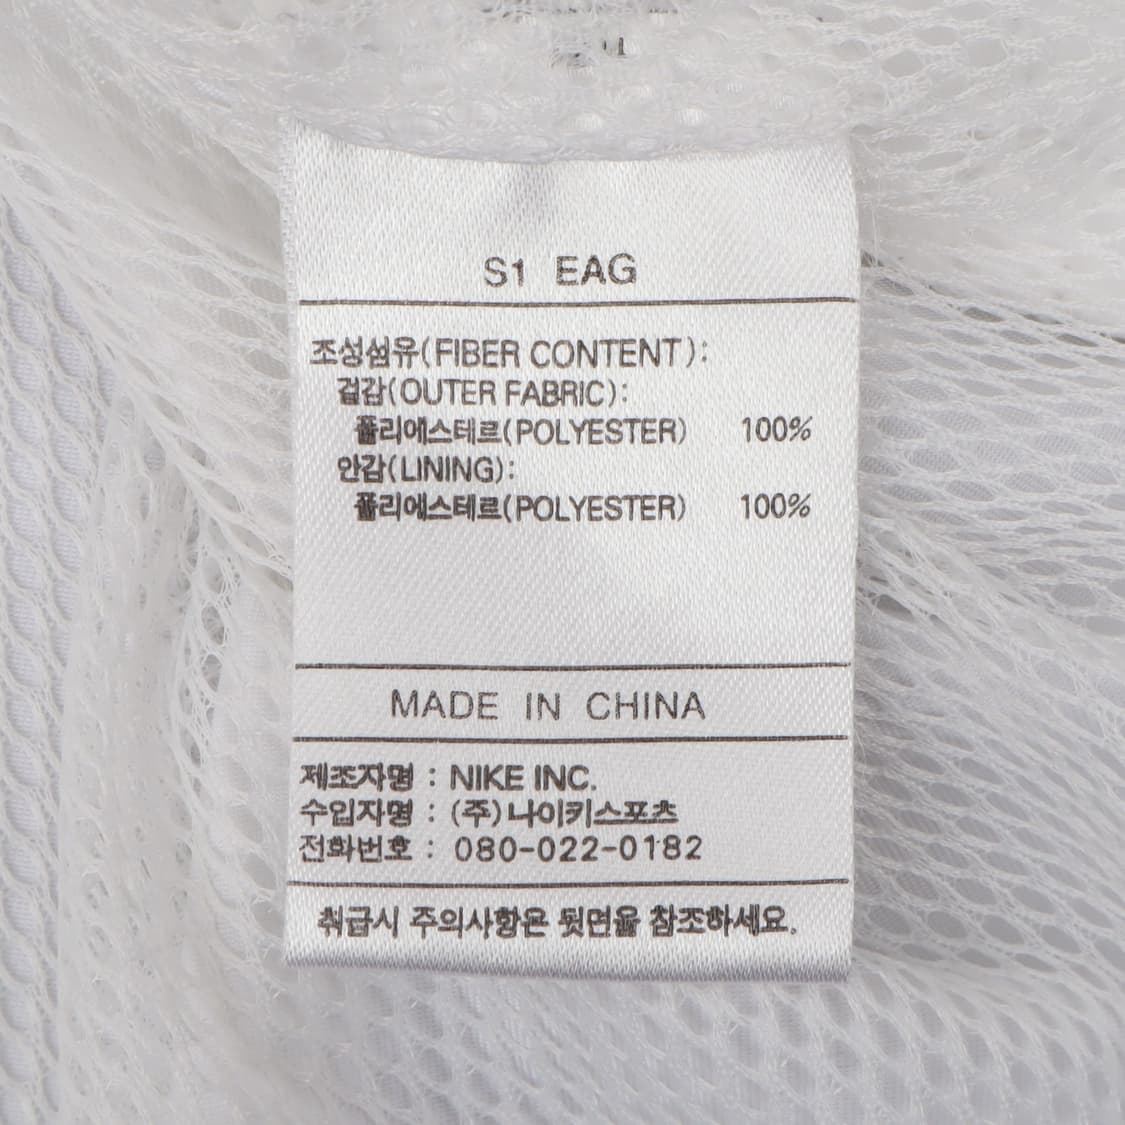 S1 EAG
조성섬유(FIBER CONTENT):
겉감(OUTER FABRIC):
폴리에스테르(POLYESTER) 100%
안감(LINING):
폴리에스테르(POLYESTER) 100%
MADE IN CHINA
제조자명 : NIKE INC.
수입자명 : (주)나이키스포츠
전화번호 : 080-022-0182
취급시 주의사항은 뒷면을 참조하세요.